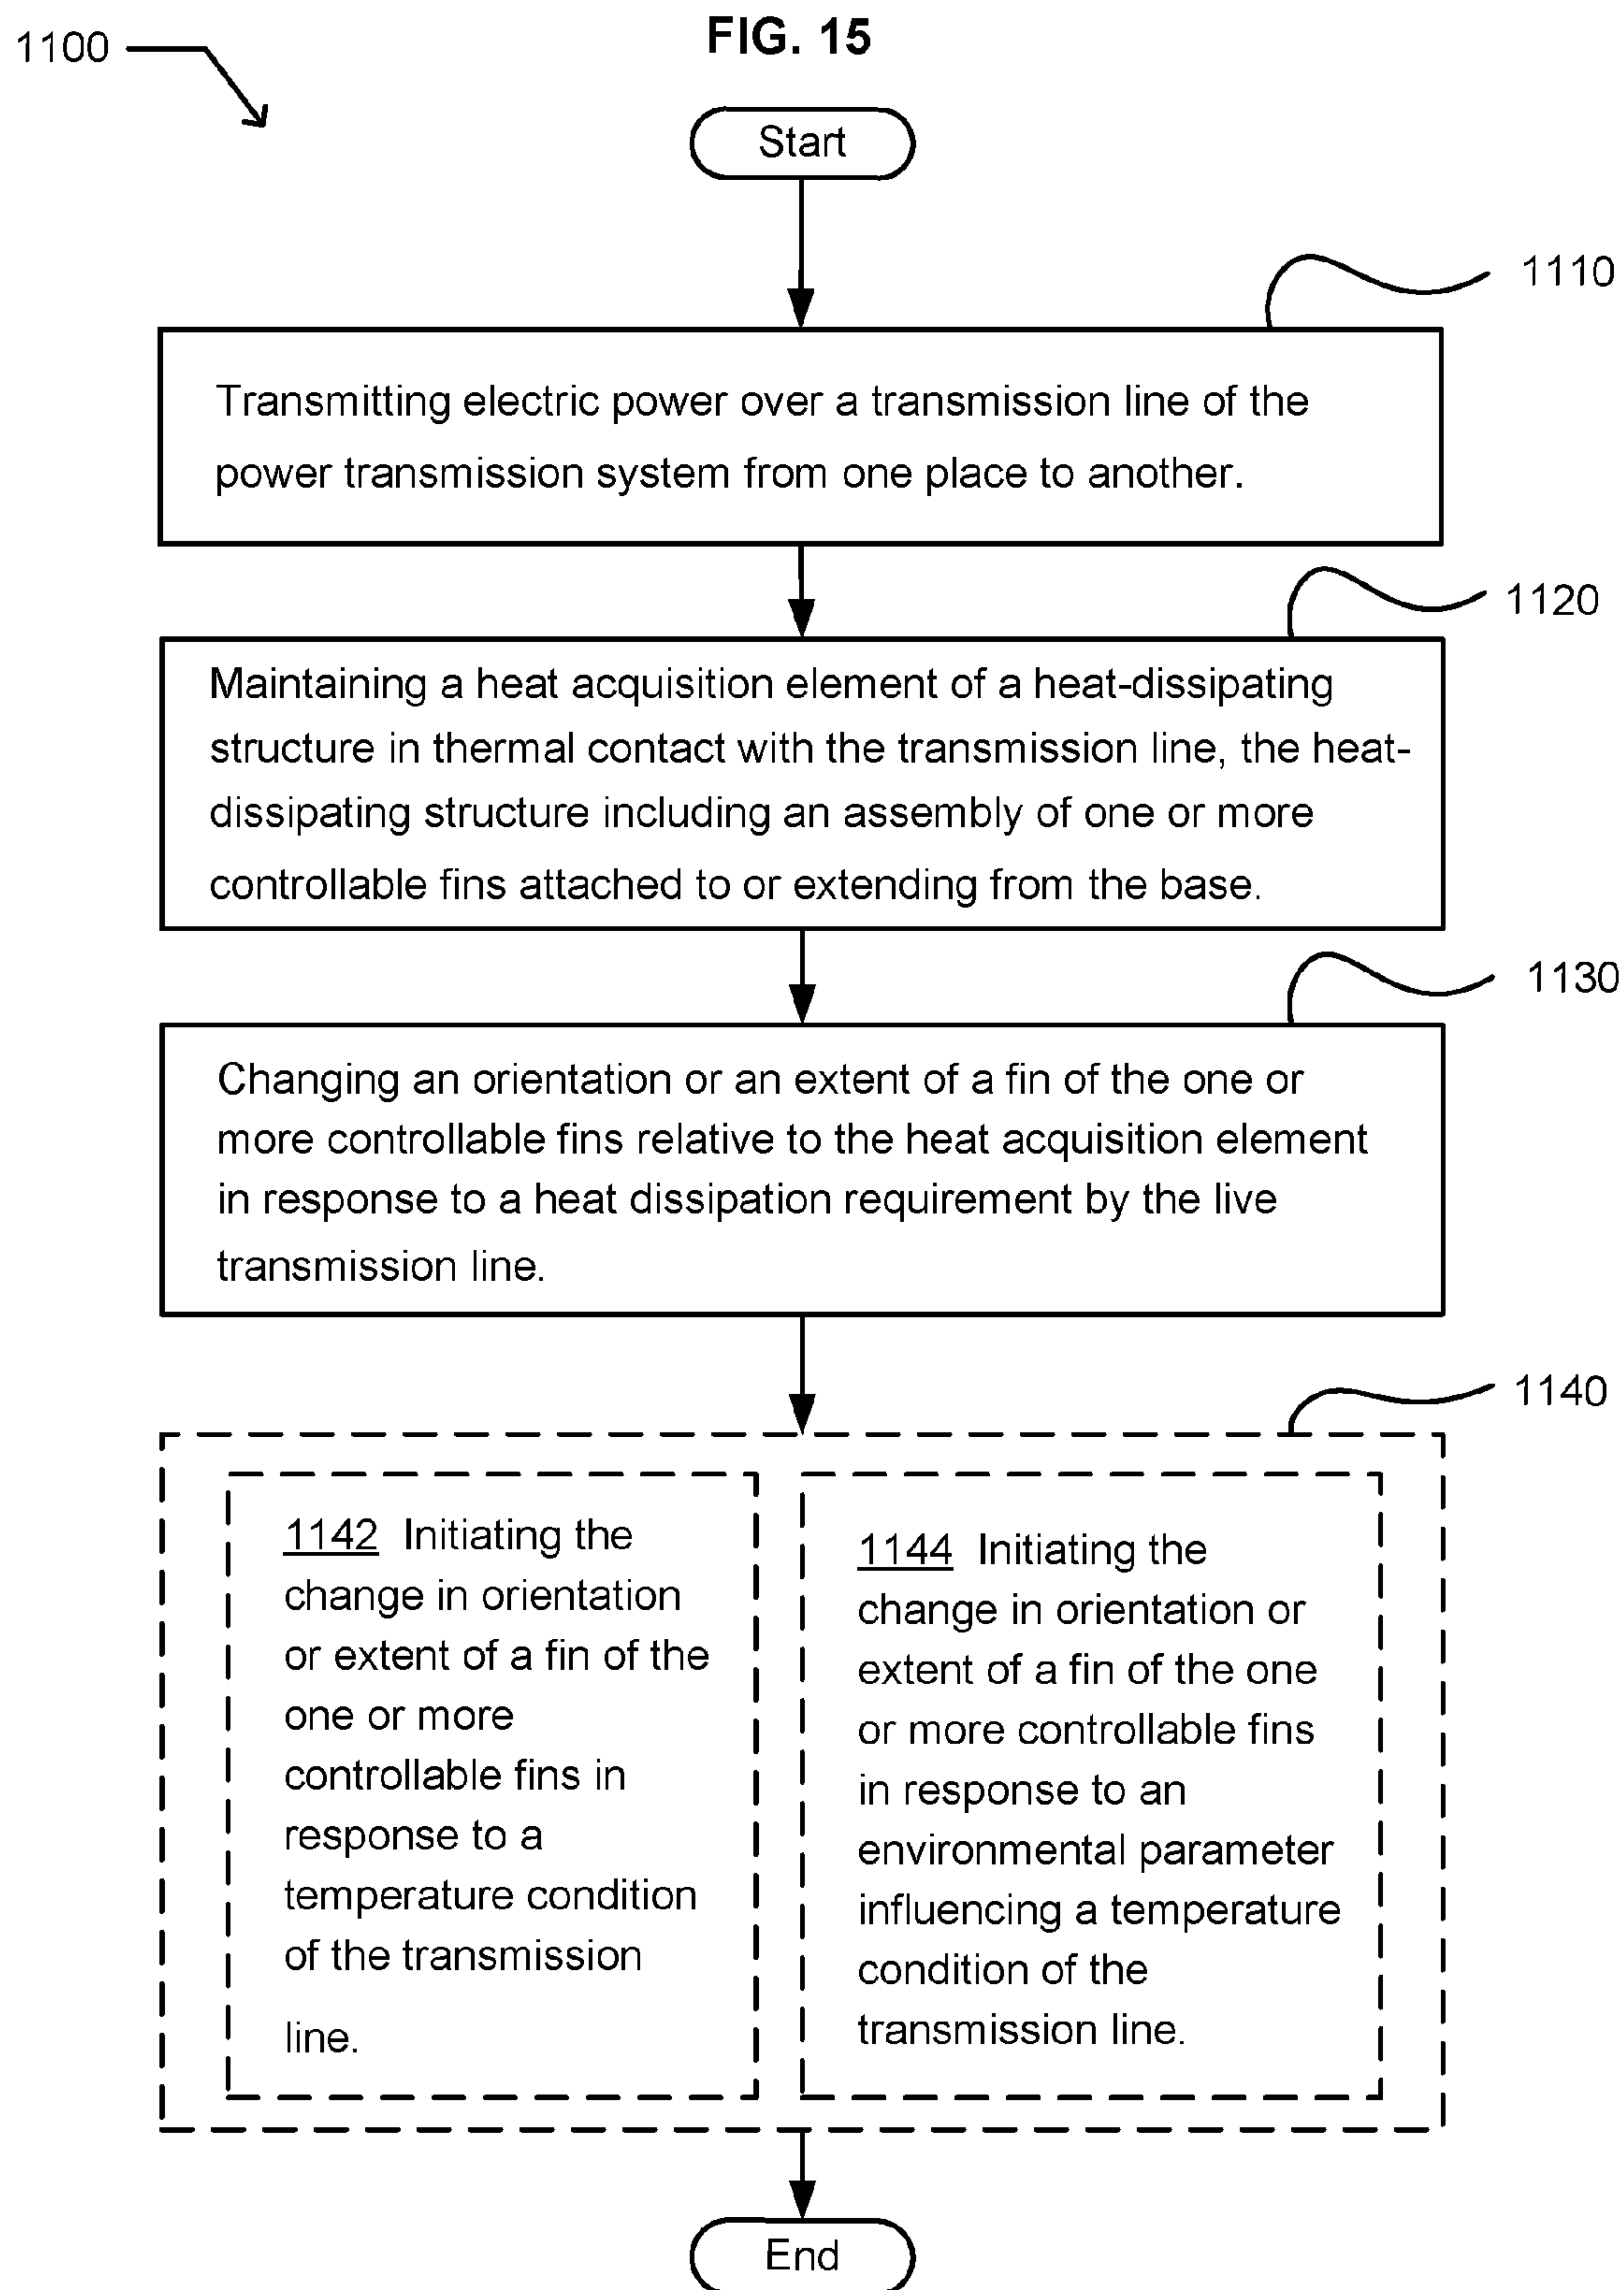 FIG. 15
1100
Start
1110
Transmitting electric power over a transmission line of the
power transmission system from one place to another.
1120
Maintaining a heat acquisition element of a heat-dissipating
structure in thermal contact with the transmission line, the heat-
dissipating structure including an assembly of one or more
controllable fins attached to or extending from the base.
1130
Changing an orientation or an extent of a fin of the one or
more controllable fins relative to the heat acquisition element
in response to a heat dissipation requirement by the live
transmission line.
1140
1142 Initiating the
change in orientation
or extent of a fin of the
one or more
controllable fins in
response to a
temperature condition
of the transmission
line.
1144 Initiating the
change in orientation or
extent of a fin of the one
or more controllable fins
in response to an
environmental parameter
influencing a temperature
condition of the
transmission line.
End